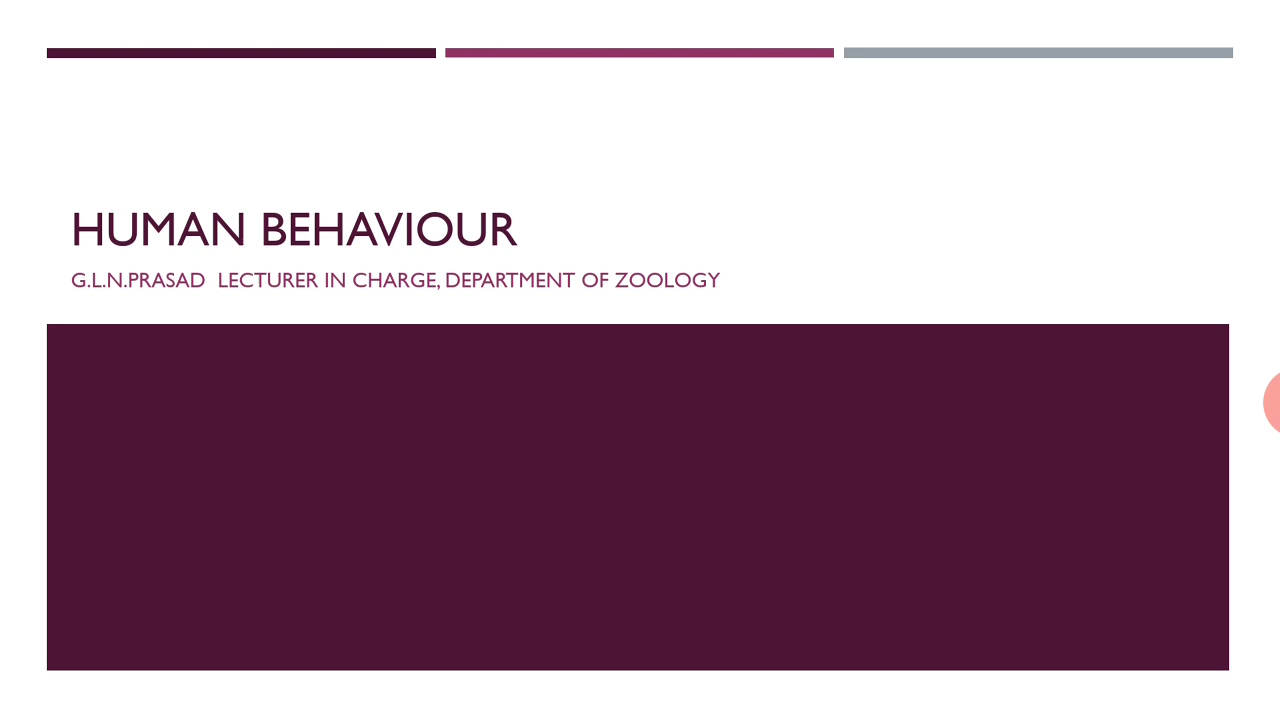 HUMAN BEHAVIOUR
G.L.N.PRASAD  LECTURER IN CHARGE, DEPARTMENT OF ZOOLOGY